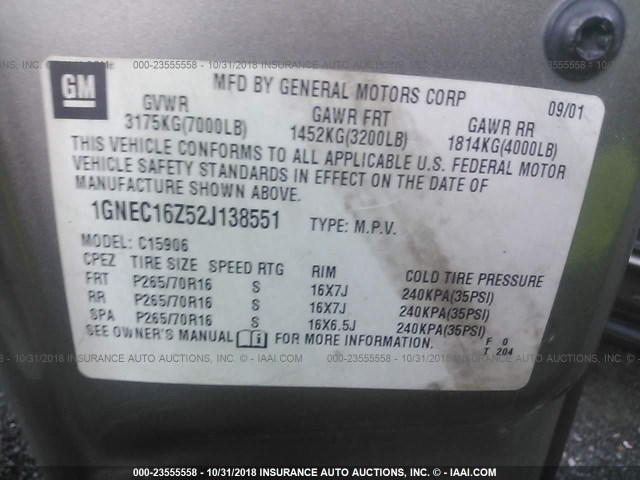 000-23555558 - 10/31/2018 INSURANCE AUTO AUCTIONS. © - IAAI.COM
GM
MFD BY GENERAL MOTORS CORP
09/01
GVWR GAWR FRT GAWR RR
3175KG(7000LB) 1452KG(3200LB) 1814KG(4000LB)
THIS VEHICLE CONFORMS TO ALL APPLICABLE U.S. FEDERAL MOTOR
VEHICLE SAFETY STANDARDS IN EFFECT ON THE DATE OF
MANUFACTURE SHOWN ABOVE.
1GNEC16Z52J138551 TYPE: M.P.V.
MODEL: C15906
CPEZ TIRE SIZE SPEED RTG RIM COLD TIRE PRESSURE
FRT P265/70R16 S 16X7J 240KPA(35PSI)
RR P265/70R16 S 16X7J 240KPA(35PSI)
SPA P265/70R16 S 16X6.5J 240KPA(35PSI)
SEE OWNER'S MANUAL FOR MORE INFORMATION. F 0
T 204
000-23555558 - 10/31/2018 INSURANCE AUTO AUCTIONS. © - IAAI.COM
000-23555558 - 10/31/2018 INSURANCE AUTO AUCTIONS. © - IAAI.COM